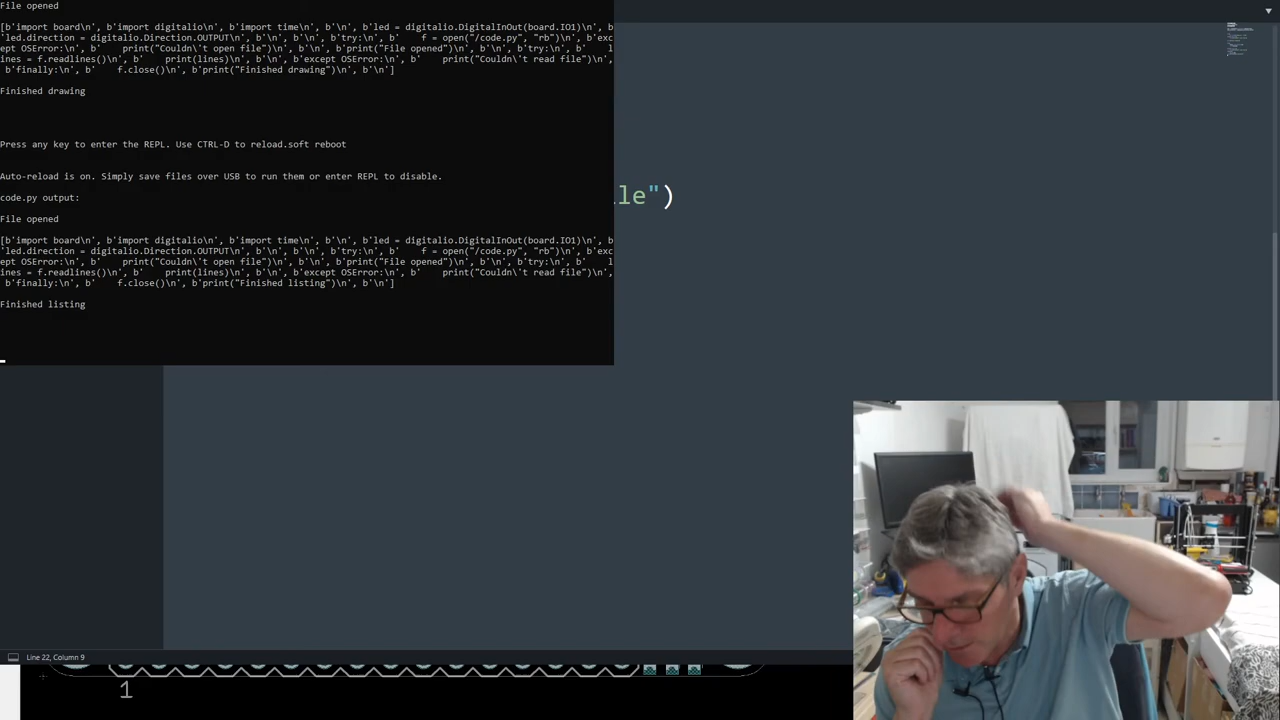 File opened
[b'import board\n', b'import digitalio\n', b'import time\n', b'\n', b'led = digitalio.DigitalInOut(board.IO1)\n', b
'led.direction = digitalio.Direction.OUTPUT\n', b'\n', b'try:\n', b'    f = open("/code.py", "rb")\n', b'exc
ept OSError:\n', b'    print("Couldn\'t open file")\n', b'\n', b'print("File opened")\n', b'\n', b'try:\n', b'    l
ines = f.readlines()\n', b'    print(lines)\n', b'\n', b'except OSError:\n', b'    print("Couldn\'t read file")\n',
 b'finally:\n', b'    f.close()\n', b'print("Finished drawing")\n', b'\n']
Finished drawing
Press any key to enter the REPL. Use CTRL-D to reload.soft reboot
Auto-reload is on. Simply save files over USB to run them or enter REPL to disable.
code.py output:
File opened
[b'import board\n', b'import digitalio\n', b'import time\n', b'\n', b'led = digitalio.DigitalInOut(board.IO1)\n', b
'led.direction = digitalio.Direction.OUTPUT\n', b'\n', b'try:\n', b'    f = open("/code.py", "rb")\n', b'exc
ept OSError:\n', b'    print("Couldn\'t open file")\n', b'\n', b'print("File opened")\n', b'\n', b'try:\n', b'    l
ines = f.readlines()\n', b'    print(lines)\n', b'\n', b'except OSError:\n', b'    print("Couldn\'t read file")\n',
 b'finally:\n', b'    f.close()\n', b'print("Finished listing")\n', b'\n']
Finished listing
le")
Line 22, Column 9
1